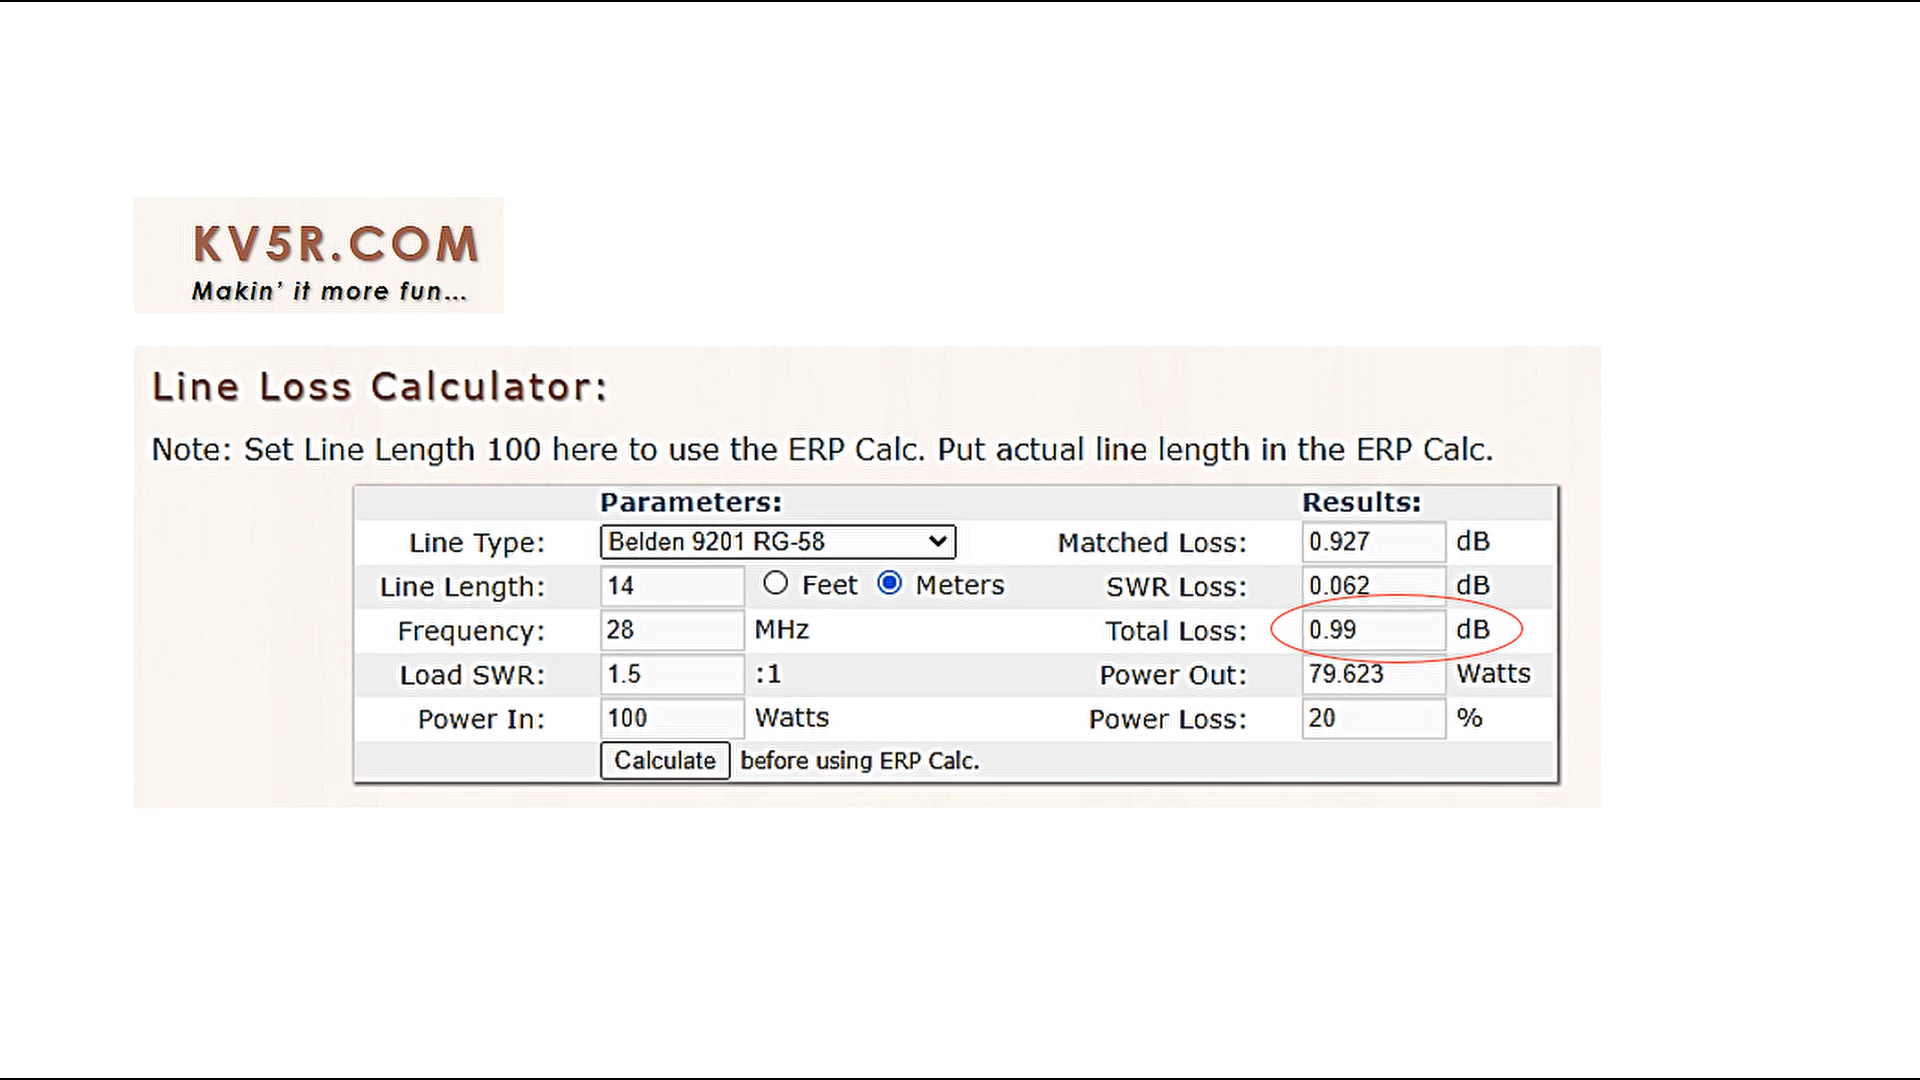 KV5R.COM
Makin' it more fun...
Line Loss Calculator:
Note: Set Line Length 100 here to use the ERP Calc. Put actual line length in the ERP Calc.
Parameters: Results:
Line Type: Belden 9201 RG-58 Matched Loss: 0.927 dB
Line Length: 14 Feet Meters SWR Loss: 0.062 dB
Frequency: 28 MHz Total Loss: 0.99 dB
Load SWR: 1.5 :1 Power Out: 79.623 Watts
Power In: 100 Watts Power Loss: 20 %
Calculate before using ERP Calc.